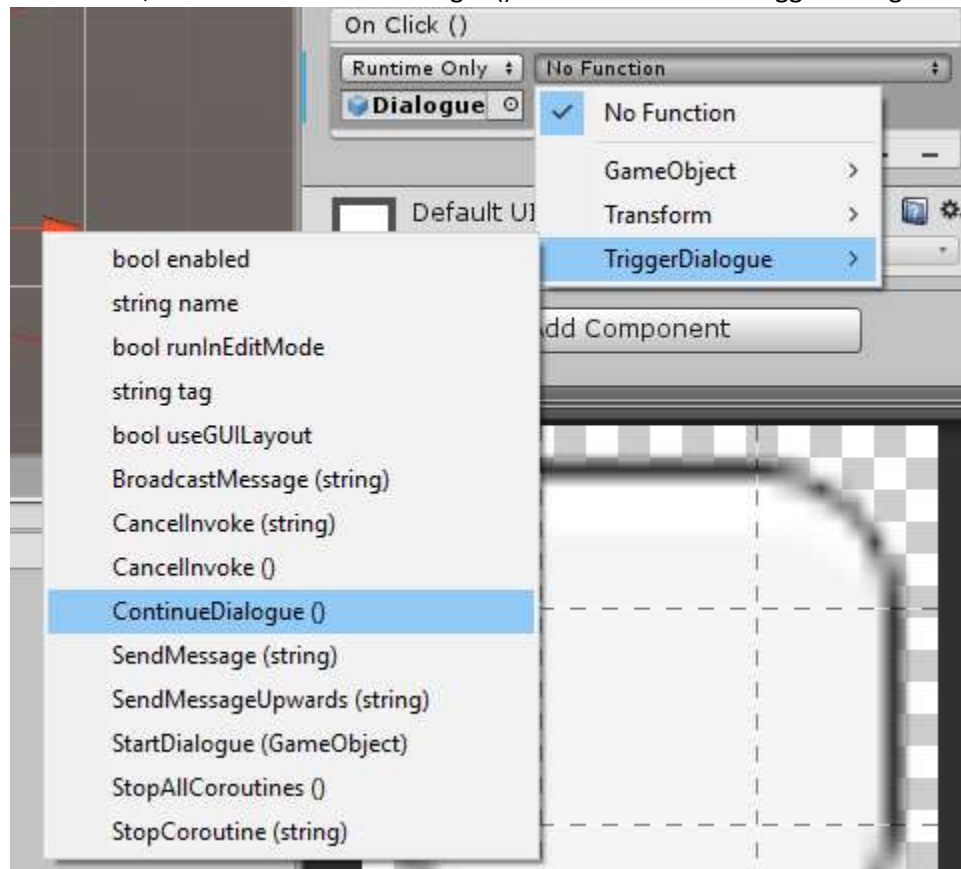 On Click ()
Runtime Only No Function
Dialogue
No Function
GameObject
Transform
TriggerDialogue
Default UI
Add Component
bool enabled
string name
bool runInEditMode
string tag
bool useGUILayout
BroadcastMessage (string)
CancelInvoke (string)
CancelInvoke ()
ContinueDialogue ()
SendMessage (string)
SendMessageUpwards (string)
StartDialogue (GameObject)
StopAllCoroutines ()
StopCoroutine (string)